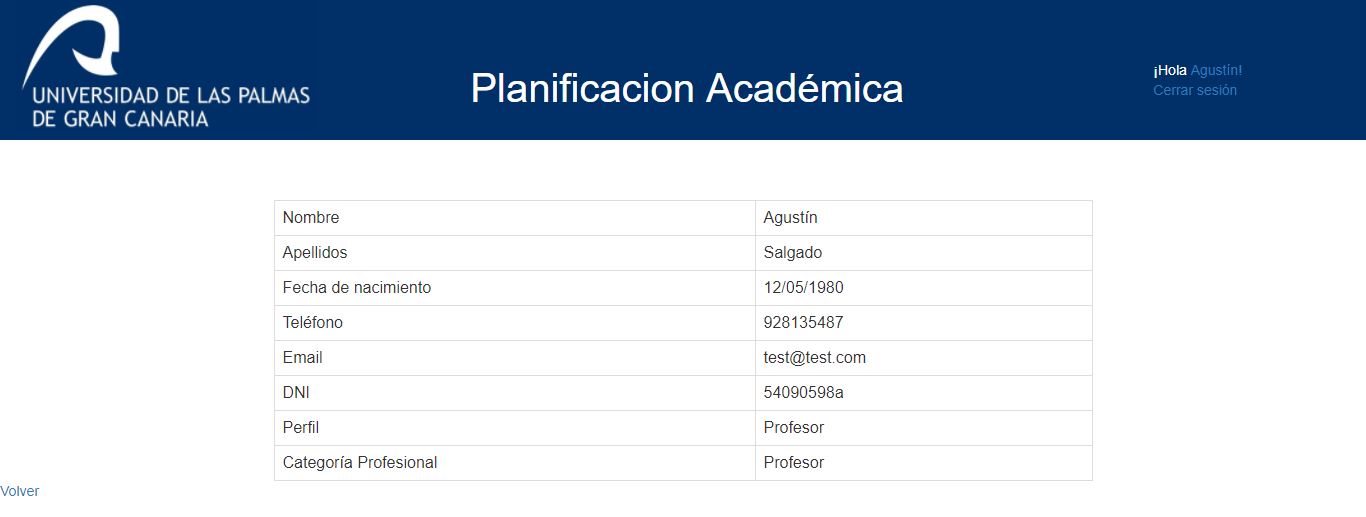 UNIVERSIDAD DE LAS PALMAS
DE GRAN CANARIA
Planificacion Académica
¡Hola Agustín!
Cerrar sesión
Nombre Agustín
Apellidos Salgado
Fecha de nacimiento 12/05/1980
Teléfono 928135487
Email test@test.com
DNI 54090598a
Perfil Profesor
Categoría Profesional Profesor
Volver